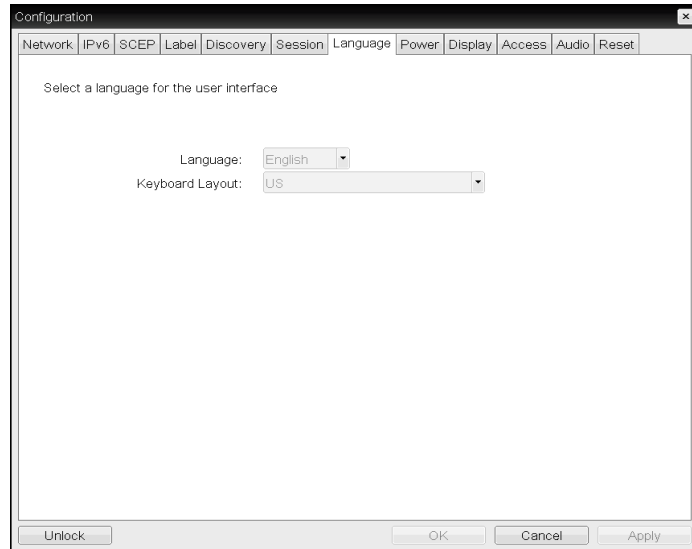 Configuration
Network IPv6 SCEP Label Discovery Session Language Power Display Access Audio Reset
Select a language for the user interface
Language: English
Keyboard Layout: US
Unlock OK Cancel Apply